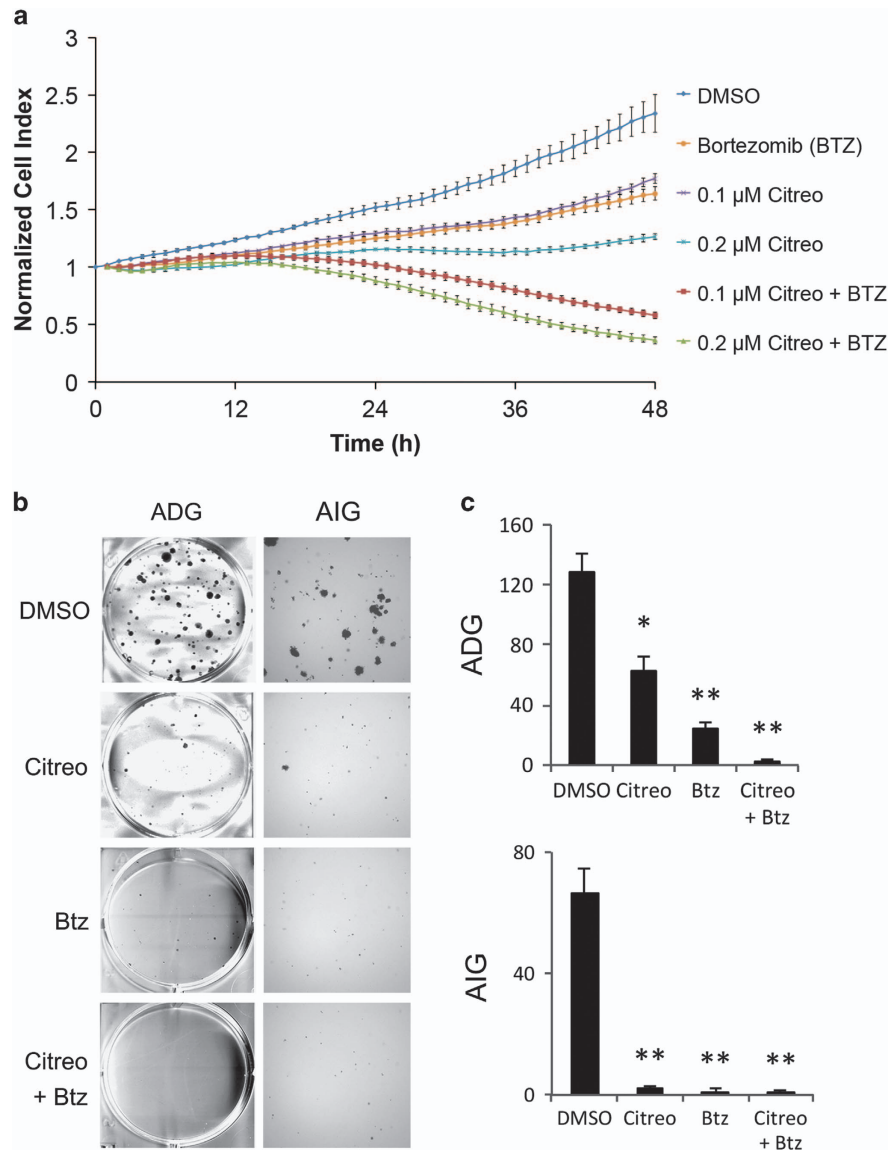 a
3
2.5
2
1.5
1
0.5
0
Normalized Cell Index
0 12 24 36 48
Time (h)
DMSO
Bortezomib (BTZ)
0.1 µM Citreo
0.2 µM Citreo
0.1 µM Citreo + BTZ
0.2 µM Citreo + BTZ
b
ADG AIG
DMSO
Citreo
Btz
Citreo
+ Btz
c
160
120
80
40
0
ADG
*
**
**
DMSO Citreo Btz Citreo
+ Btz
80
40
0
AIG
** ** **
DMSO Citreo Btz Citreo
+ Btz